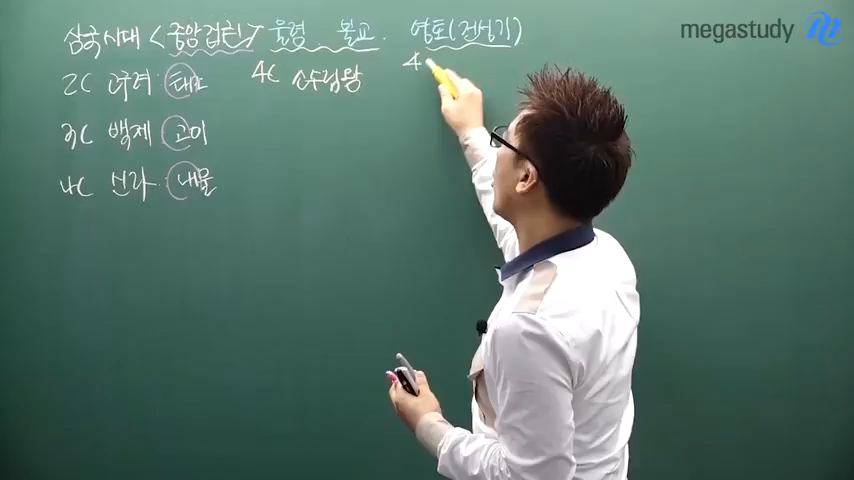 삼국시대 <중앙집권> 율령 불교. 영토(전성기)
2C 고구려 태조 4C 소수림왕 4
3C 백제 고이
4C 신라 내물
megastudy